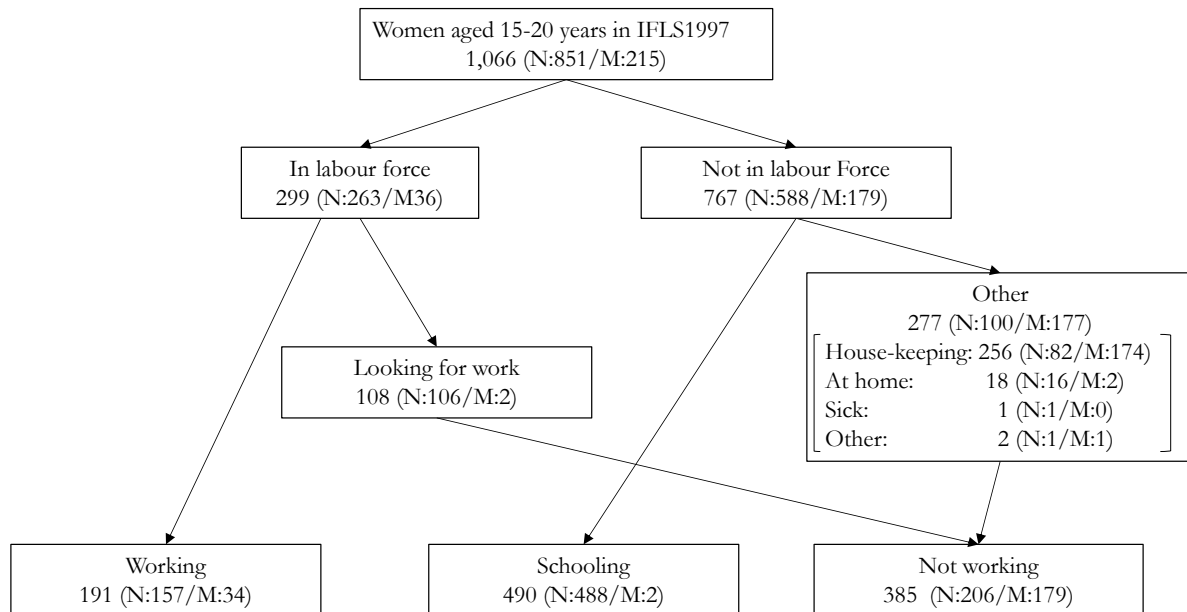 Women aged 15-20 years in IFLS1997
1,066 (N:851/M:215)
In labour force
299 (N:263/M36)
Not in labour Force
767 (N:588/M:179)
Other
277 (N:100/M:177)
House-keeping: 256 (N:82/M:174)
At home: 18 (N:16/M:2)
Sick: 1 (N:1/M:0)
Other: 2 (N:1/M:1)
Looking for work
108 (N:106/M:2)
Working
191 (N:157/M:34)
Schooling
490 (N:488/M:2)
Not working
385 (N:206/M:179)